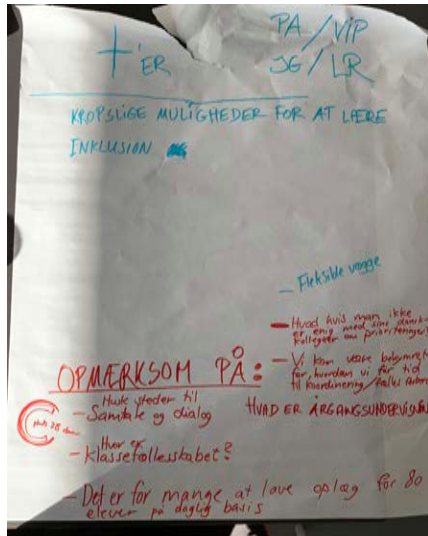 +'ER
PA/VIP
JG/LR
KROPSLIGE MULIGHEDER FOR AT LÆRE
INKLUSION
- Fleksible vægge
- Hvad hvis man ikke
er enig med sine dansk-
kollegaer om prioriteringer
- Vi kan være bekymret
for, hvordan vi får tid
til koordinering/fælles
OPMÆRKSOM PÅ:
Husk steder til
- Samtale og dialog
HVAD ER ÅRGANGSUNDERVISNING
Hvor er
- klassefællesskabet?
- Det er for mange at lave oplæg for 80
elever på daglig basis